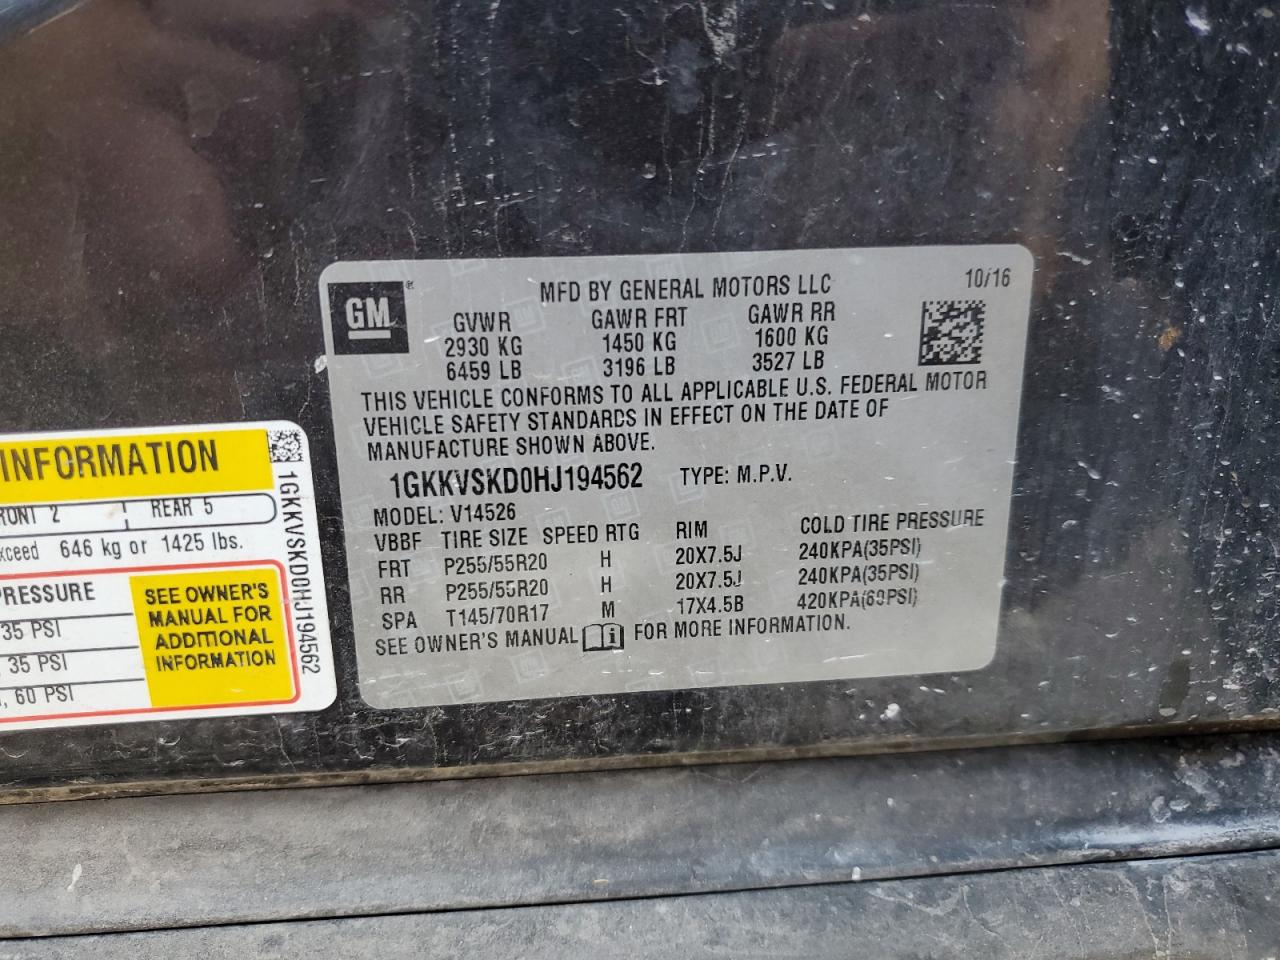 GM®
MFD BY GENERAL MOTORS LLC
10/16
GVWR GAWR FRT GAWR RR
2930 KG 1450 KG 1600 KG
6459 LB 3196 LB 3527 LB
THIS VEHICLE CONFORMS TO ALL APPLICABLE U.S. FEDERAL MOTOR
VEHICLE SAFETY STANDARDS IN EFFECT ON THE DATE OF
MANUFACTURE SHOWN ABOVE.
1GKKVSKD0HJ194562 TYPE: M.P.V.
MODEL: V14526
VBBF TIRE SIZE SPEED RTG RIM COLD TIRE PRESSURE
FRT P255/55R20 H 20X7.5J 240KPA(35PSI)
RR P255/55R20 H 20X7.5J 240KPA(35PSI)
SPA T145/70R17 M 17X4.5B 420KPA(60PSI)
SEE OWNER'S MANUAL FOR MORE INFORMATION.
INFORMATION
RONT 2 REAR 5
xceed 646 kg or 1425 lbs.
PRESSURE
35 PSI
, 35 PSI
, 60 PSI
SEE OWNER'S
MANUAL FOR
ADDITIONAL
INFORMATION
1GKKVSKD0HJ194562